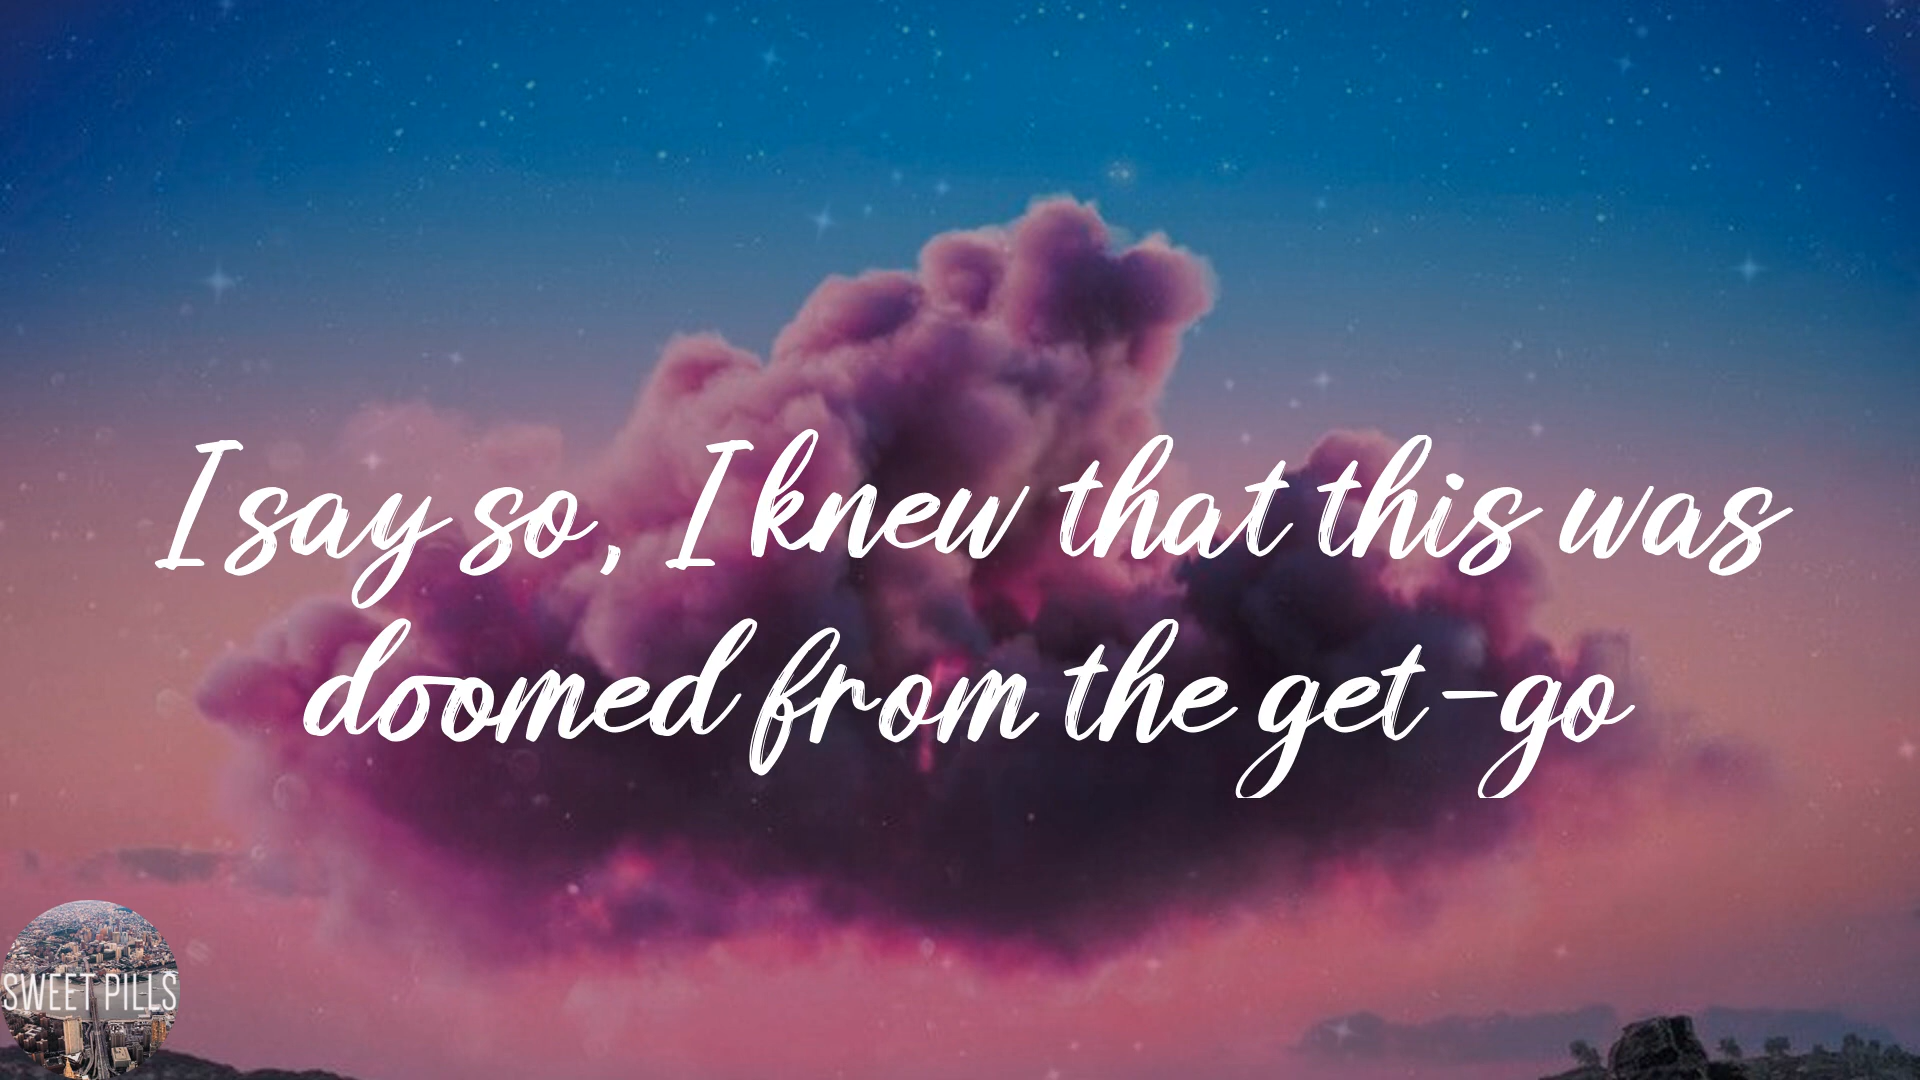 I say so, I knew that this was
doomed from the get-go
SWEET PILLS